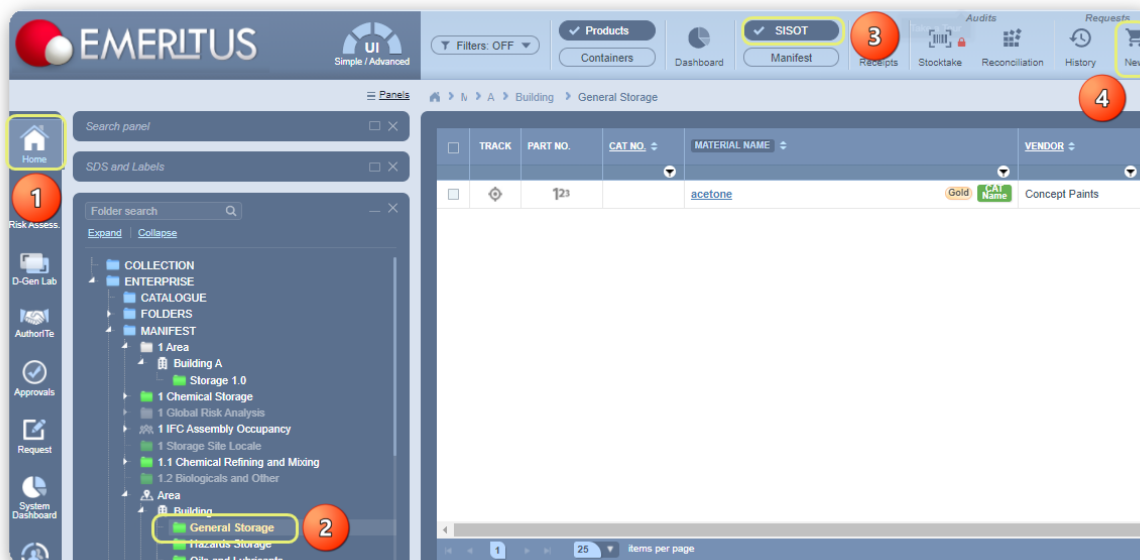 EMERITUS
UI
Simple / Advanced
Filters: OFF
Products
Containers
Dashboard
SISOT
Manifest
3
Receipts
Audits
Stocktake
Reconciliation
Requests
History
New
4
Panels
M
A
Building
General Storage
Home
1
Risk Assess.
D-Gen Lab
AuthorITe
Approvals
Request
System
Dashboard
Search panel
SDS and Labels
Folder search
Expand
Collapse
COLLECTION
ENTERPRISE
CATALOGUE
FOLDERS
MANIFEST
1 Area
Building A
Storage 1.0
1 Chemical Storage
1 Global Risk Analysis
1 IFC Assembly Occupancy
1 Storage Site Locale
1.1 Chemical Refining and Mixing
1.2 Biologicals and Other
Area
Building
General Storage
2
Hazards Storage
Oils and Lubricants
TRACK
PART NO.
CAT NO.
MATERIAL NAME
VENDOR
123
acetone
Gold
CAT
Name
Concept Paints
1
25
items per page